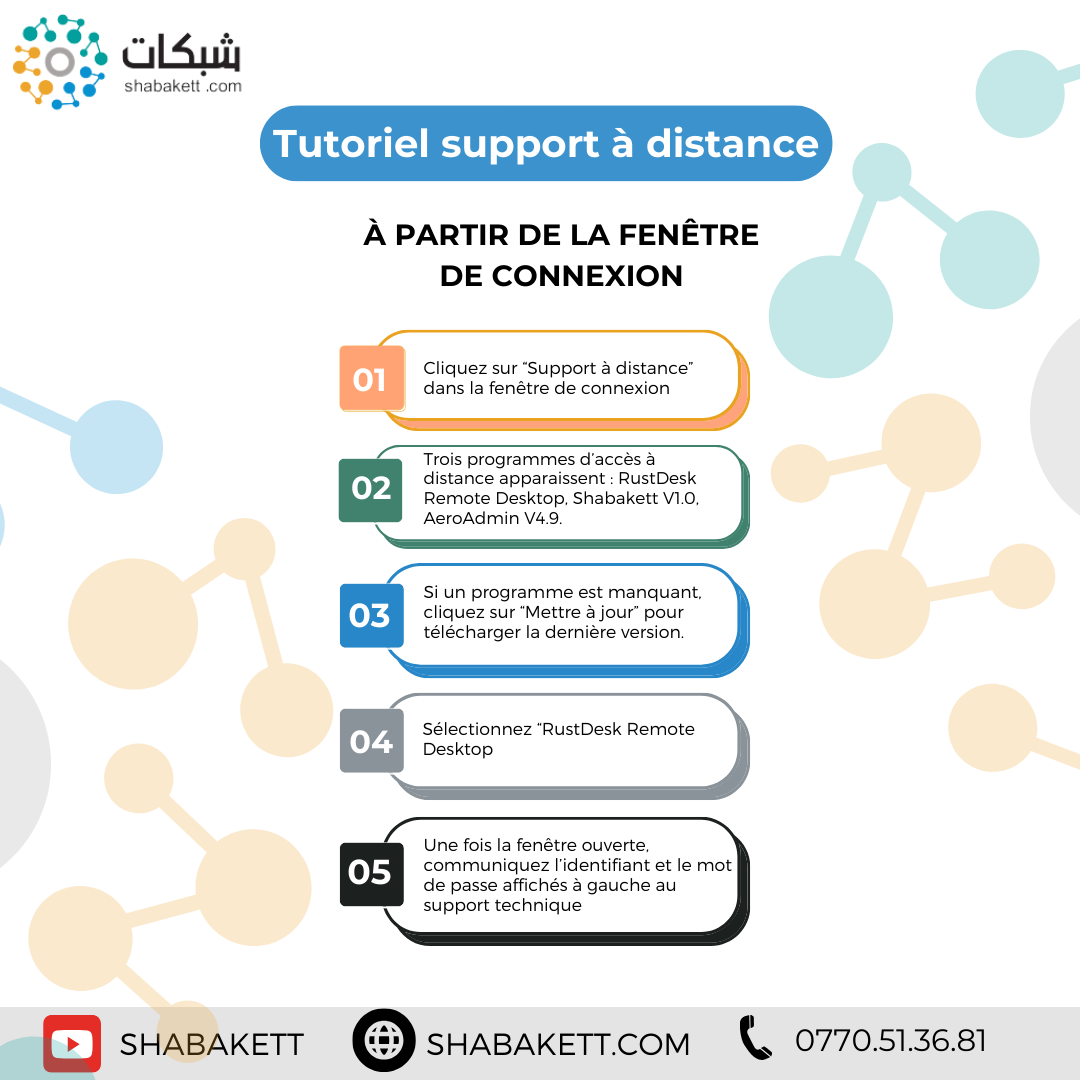 شبكات
shabakett .com
Tutoriel support à distance
À PARTIR DE LA FENÊTRE
DE CONNEXION
01
Cliquez sur “Support à distance”
dans la fenêtre de connexion
02
Trois programmes d’accès à
distance apparaissent : RustDesk
Remote Desktop, Shabakett V1.0,
AeroAdmin V4.9.
03
Si un programme est manquant,
cliquez sur “Mettre à jour” pour
télécharger la dernière version.
04
Sélectionnez “RustDesk Remote
Desktop
05
Une fois la fenêtre ouverte,
communiquez l’identifiant et le mot
de passe affichés à gauche au
support technique
SHABAKETT
SHABAKETT.COM
0770.51.36.81